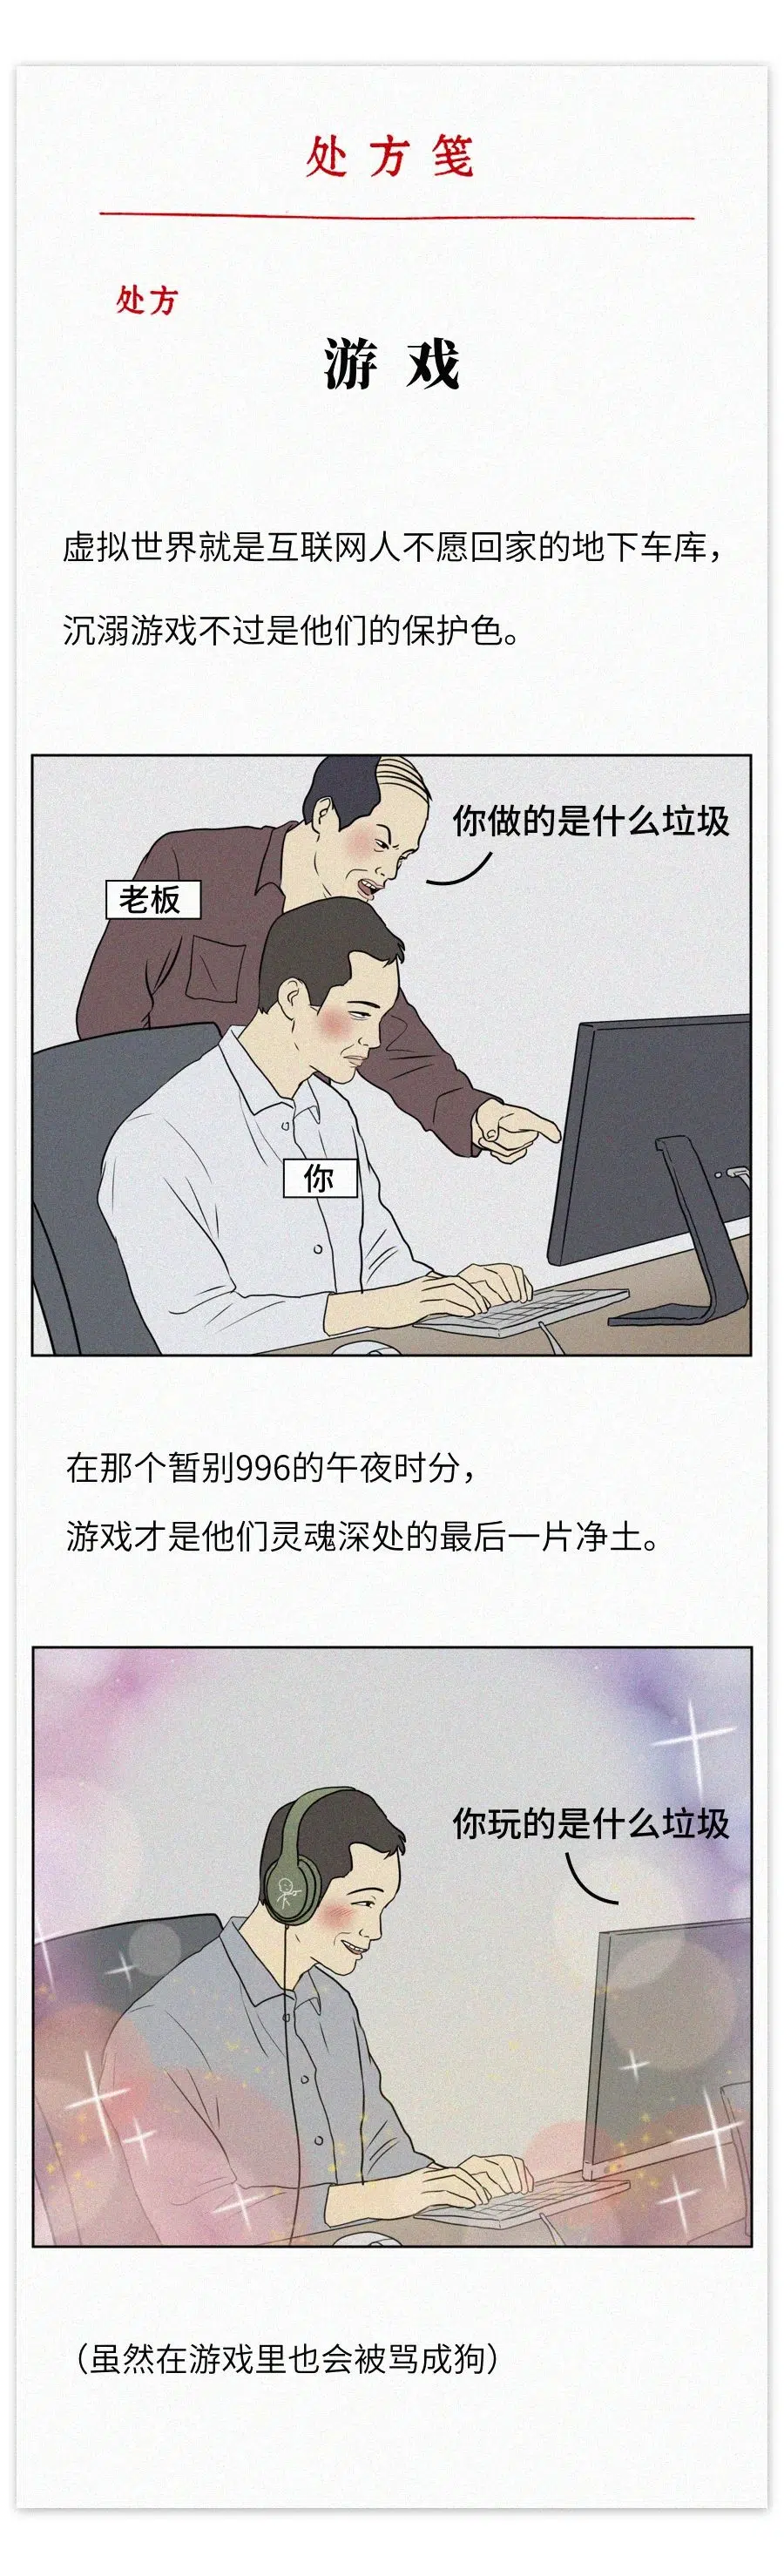 处方笺
处方
游戏
虚拟世界就是互联网人不愿回家的地下车库，
沉溺游戏不过是他们的保护色。
你做的是什么垃圾
老板
你
在那个暂别996的午夜时分，
游戏才是他们灵魂深处的最后一片净土。
你玩的是什么垃圾
（虽然在游戏里也会被骂成狗）